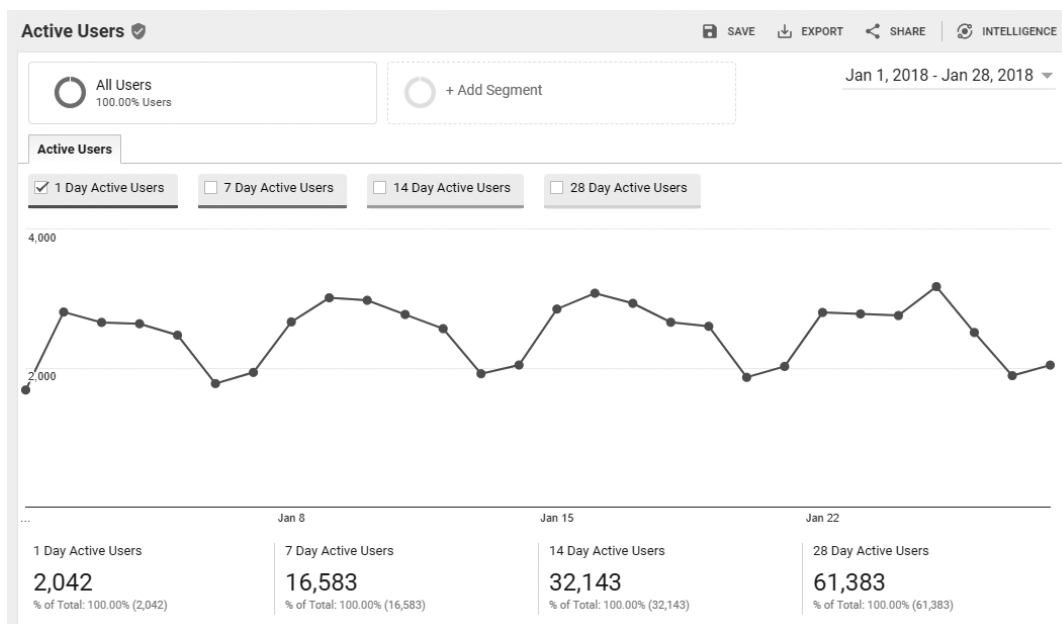 Active Users
SAVE EXPORT SHARE INTELLIGENCE
All Users
100.00% Users
+ Add Segment
Jan 1, 2018 - Jan 28, 2018
Active Users
1 Day Active Users 7 Day Active Users 14 Day Active Users 28 Day Active Users
4,000
2,000
... Jan 8 Jan 15 Jan 22
1 Day Active Users 7 Day Active Users 14 Day Active Users 28 Day Active Users
2,042 16,583 32,143 61,383
% of Total: 100.00% (2,042) % of Total: 100.00% (16,583) % of Total: 100.00% (32,143) % of Total: 100.00% (61,383)